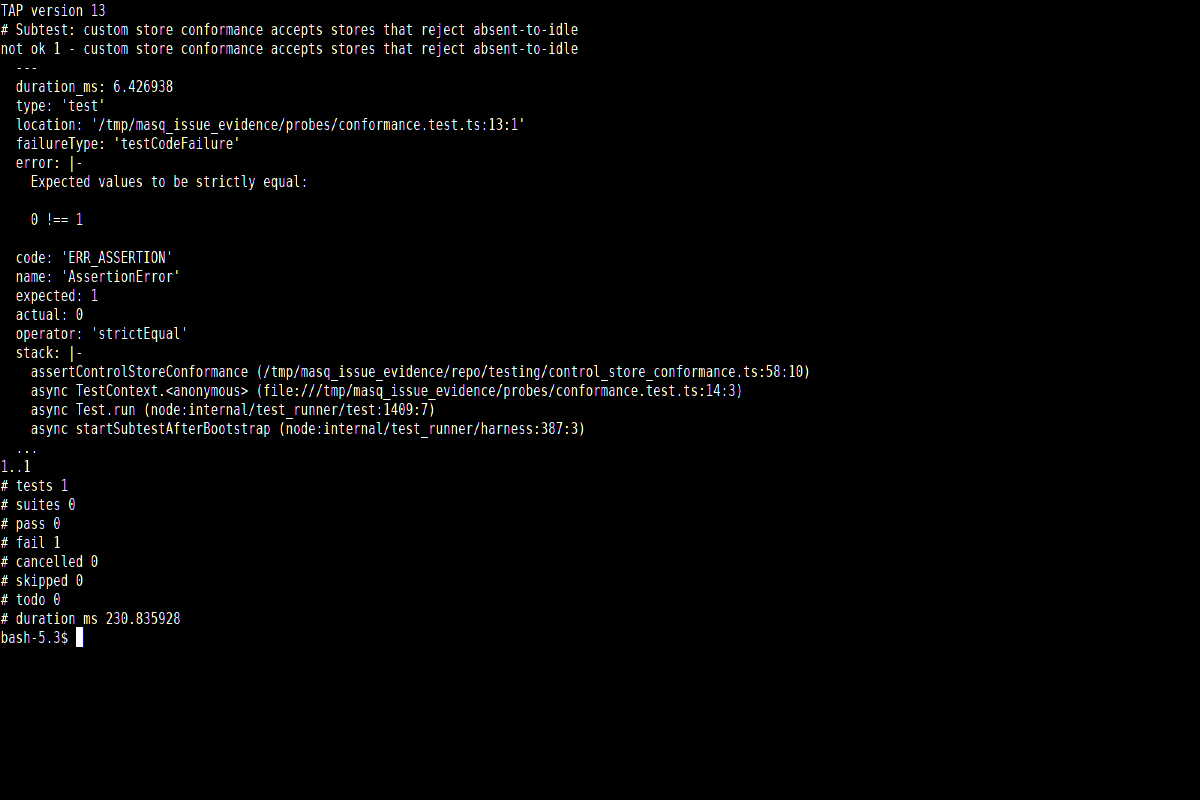 TAP version 13
# Subtest: custom store conformance accepts stores that reject absent-to-idle
not ok 1 - custom store conformance accepts stores that reject absent-to-idle
  ---
  duration_ms: 6.426938
  type: 'test'
  location: '/tmp/masq_issue_evidence/probes/conformance.test.ts:13:1'
  failureType: 'testCodeFailure'
  error: |-
    Expected values to be strictly equal:

    0 !== 1

  code: 'ERR_ASSERTION'
  name: 'AssertionError'
  expected: 1
  actual: 0
  operator: 'strictEqual'
  stack: |-
    assertControlStoreConformance (/tmp/masq_issue_evidence/repo/testing/control_store_conformance.ts:58:10)
    async TestContext.<anonymous> (file:///tmp/masq_issue_evidence/probes/conformance.test.ts:14:3)
    async Test.run (node:internal/test_runner/test:1409:7)
    async startSubtestAfterBootstrap (node:internal/test_runner/harness:387:3)
  ...
1..1
# tests 1
# suites 0
# pass 0
# fail 1
# cancelled 0
# skipped 0
# todo 0
# duration_ms 230.835928
bash-5.3$